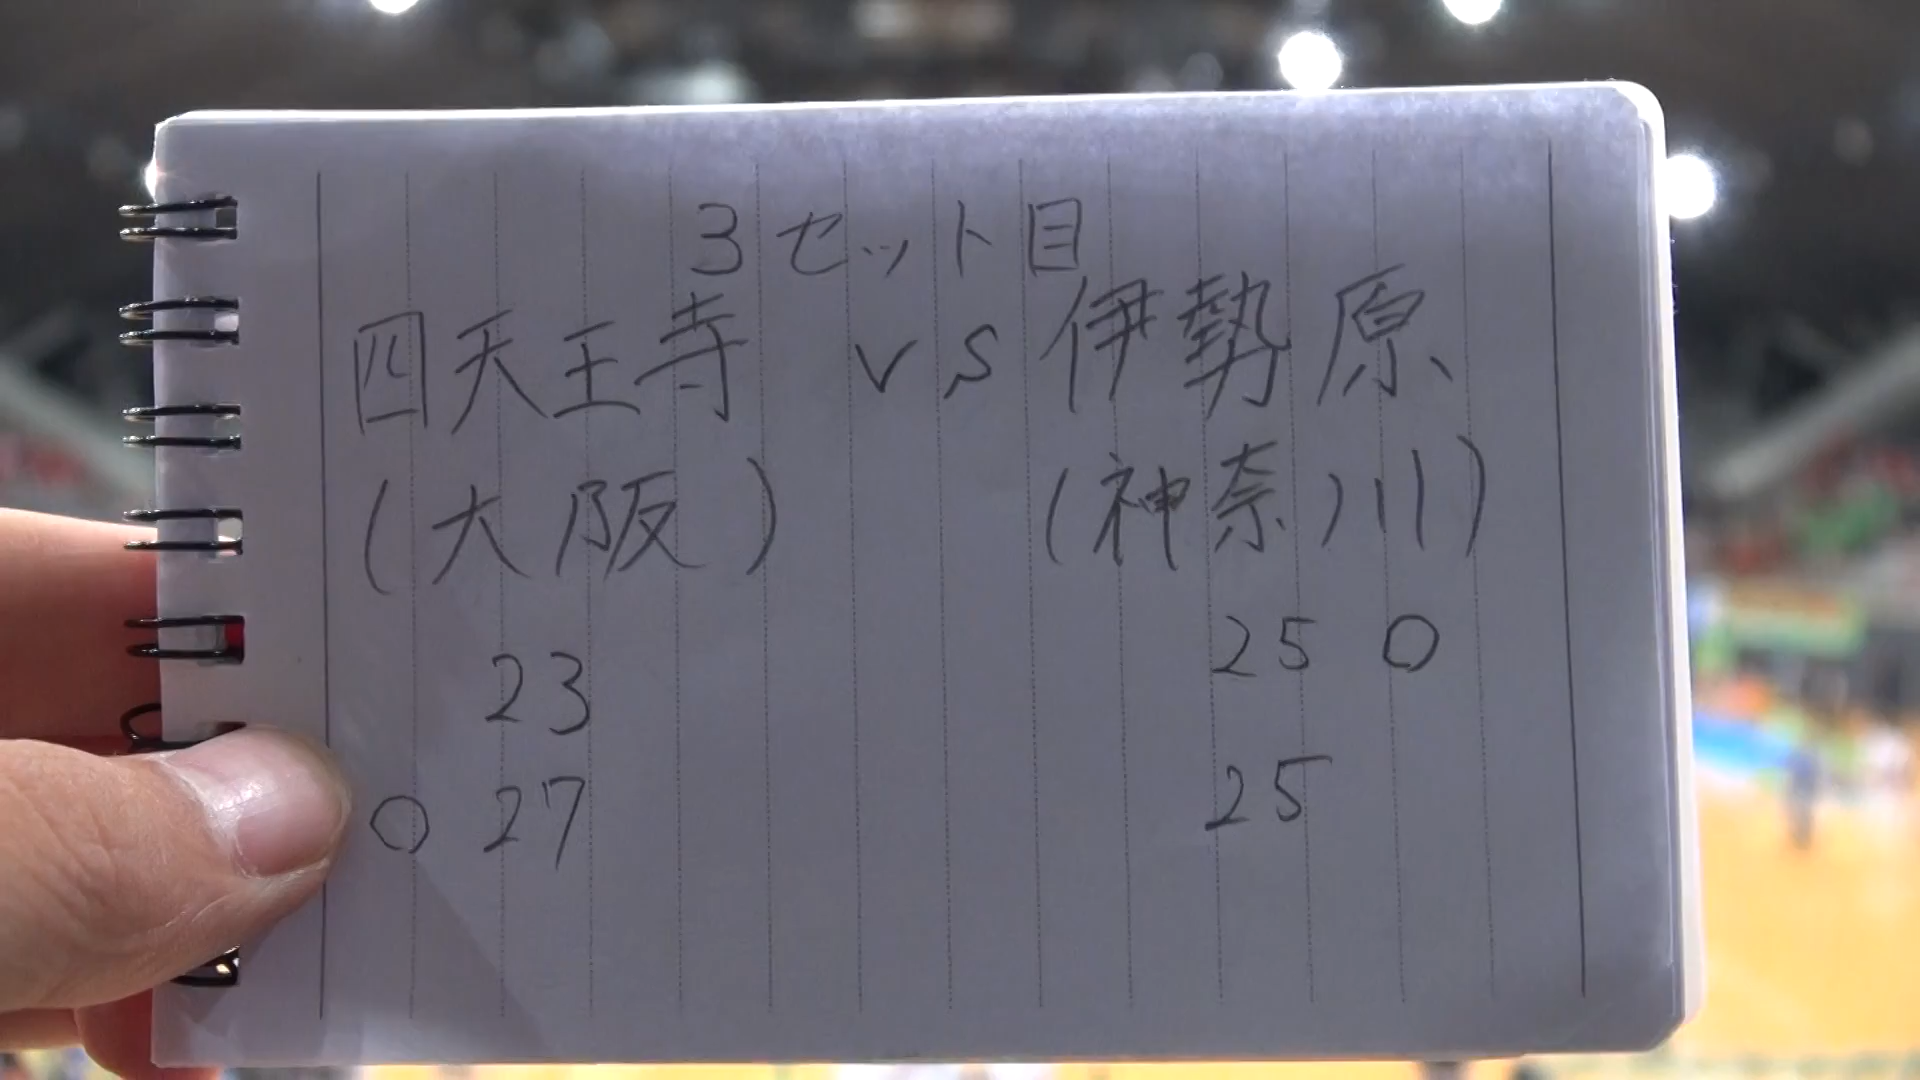 3セット目
四天王寺 vs 伊勢原
(大阪) (神奈川)
23 25 ○
○ 27 25